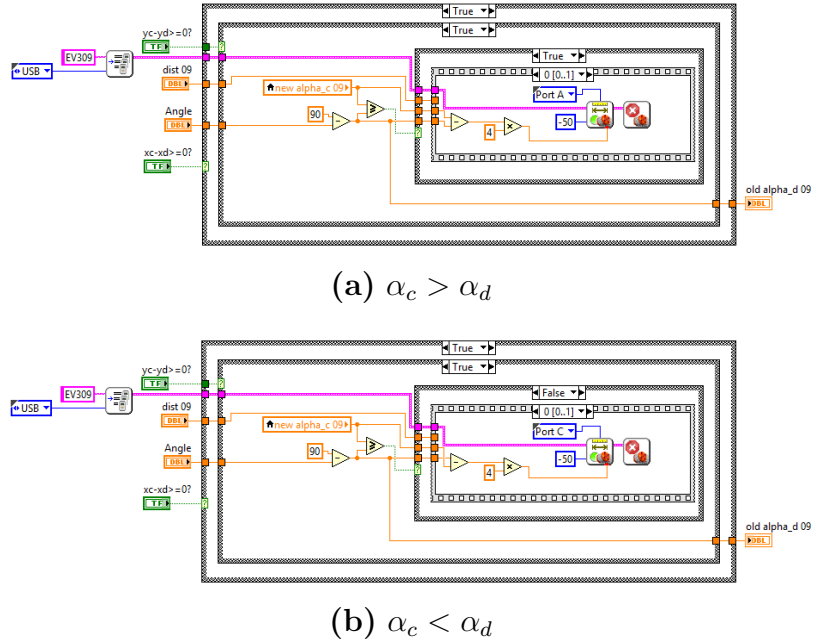 True
True
yc-yd>=0?
TF
EV309
USB
dist 09
DBL
Angle
DBL
xc-xd>=0?
TF
new alpha_c 09
90
-
≥
True
0 [0..1]
Port A
-50
-
4
×
old alpha_d 09
DBL
(a) αc > αd
True
True
yc-yd>=0?
TF
EV309
USB
dist 09
DBL
Angle
DBL
xc-xd>=0?
TF
new alpha_c 09
90
-
≥
False
0 [0..1]
Port C
-50
-
4
×
old alpha_d 09
DBL
(b) αc < αd